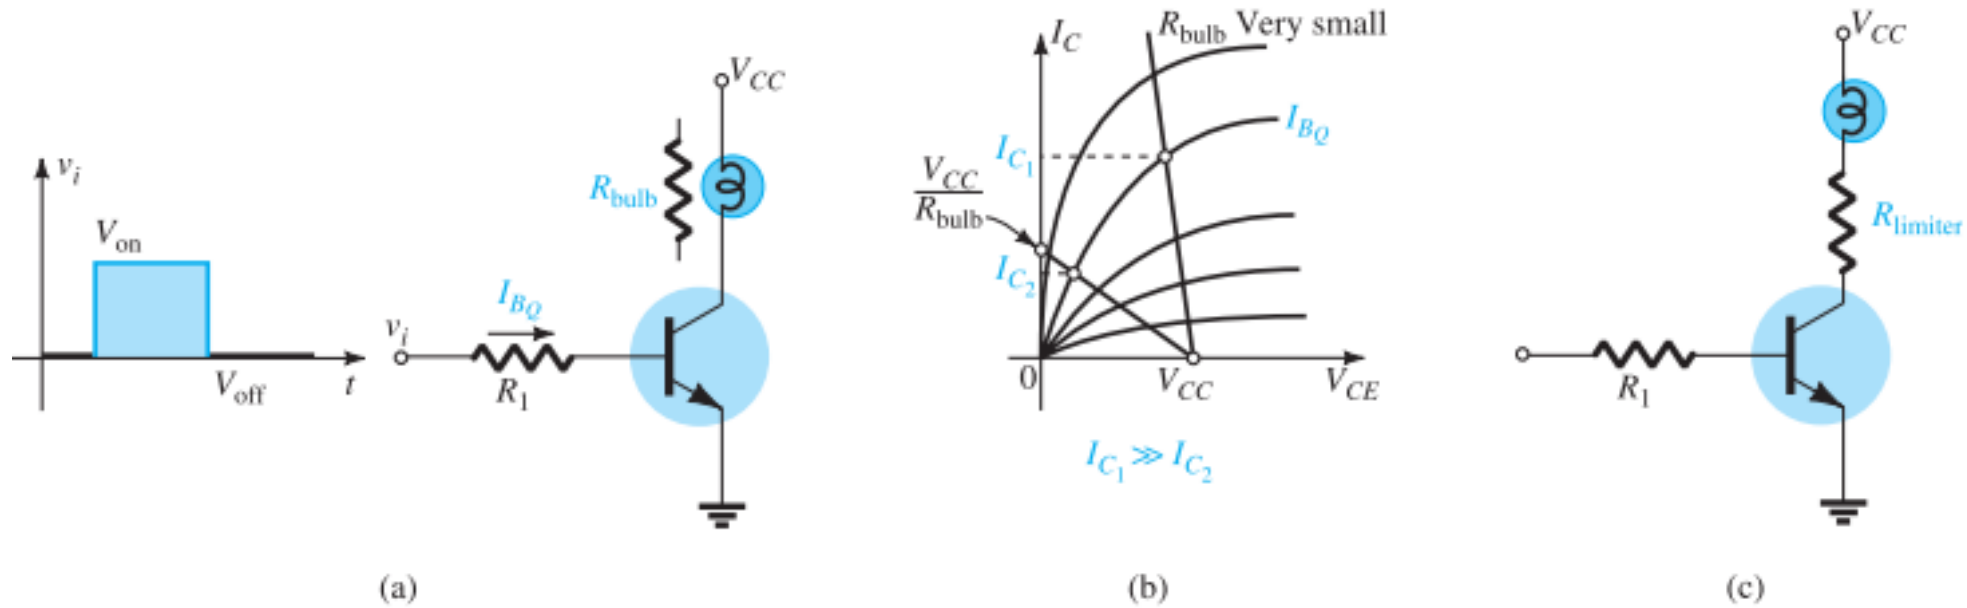 v_i
V_on
V_off
t
V_CC
R_bulb
I_BQ
v_i
R_1
(a)
I_C
R_bulb Very small
I_BQ
I_C1
V_CC
R_bulb
I_C2
0
V_CC
V_CE
I_C1 ≫ I_C2
(b)
V_CC
R_limiter
R_1
(c)